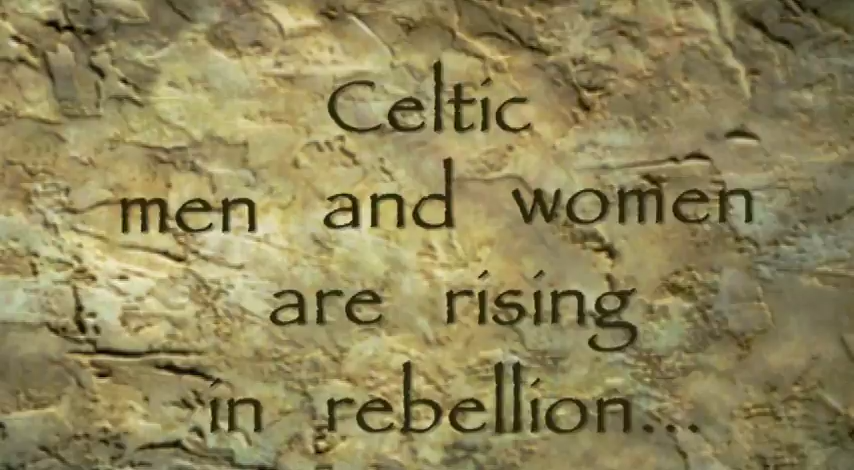 Celtic
men and women
are rising
in rebellion...